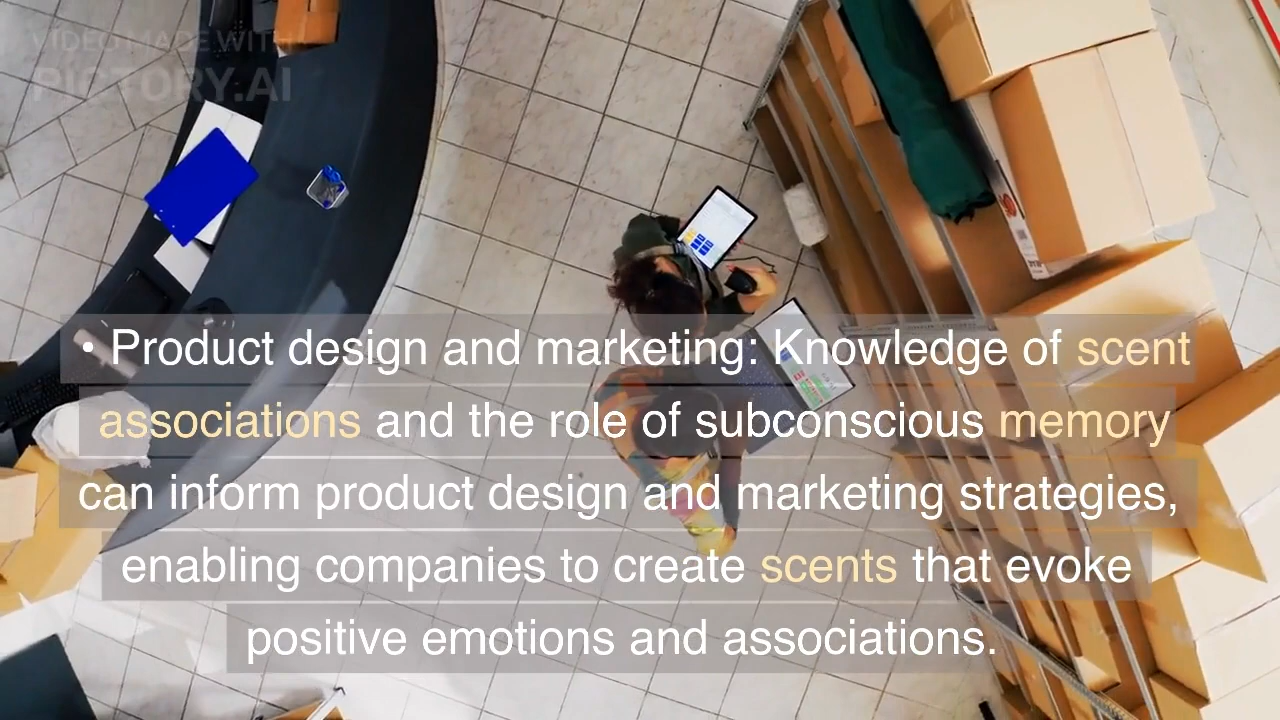 VIDEO MADE WITH
PICTORY.AI
• Product design and marketing: Knowledge of scent
associations and the role of subconscious memory
can inform product design and marketing strategies,
enabling companies to create scents that evoke
positive emotions and associations.